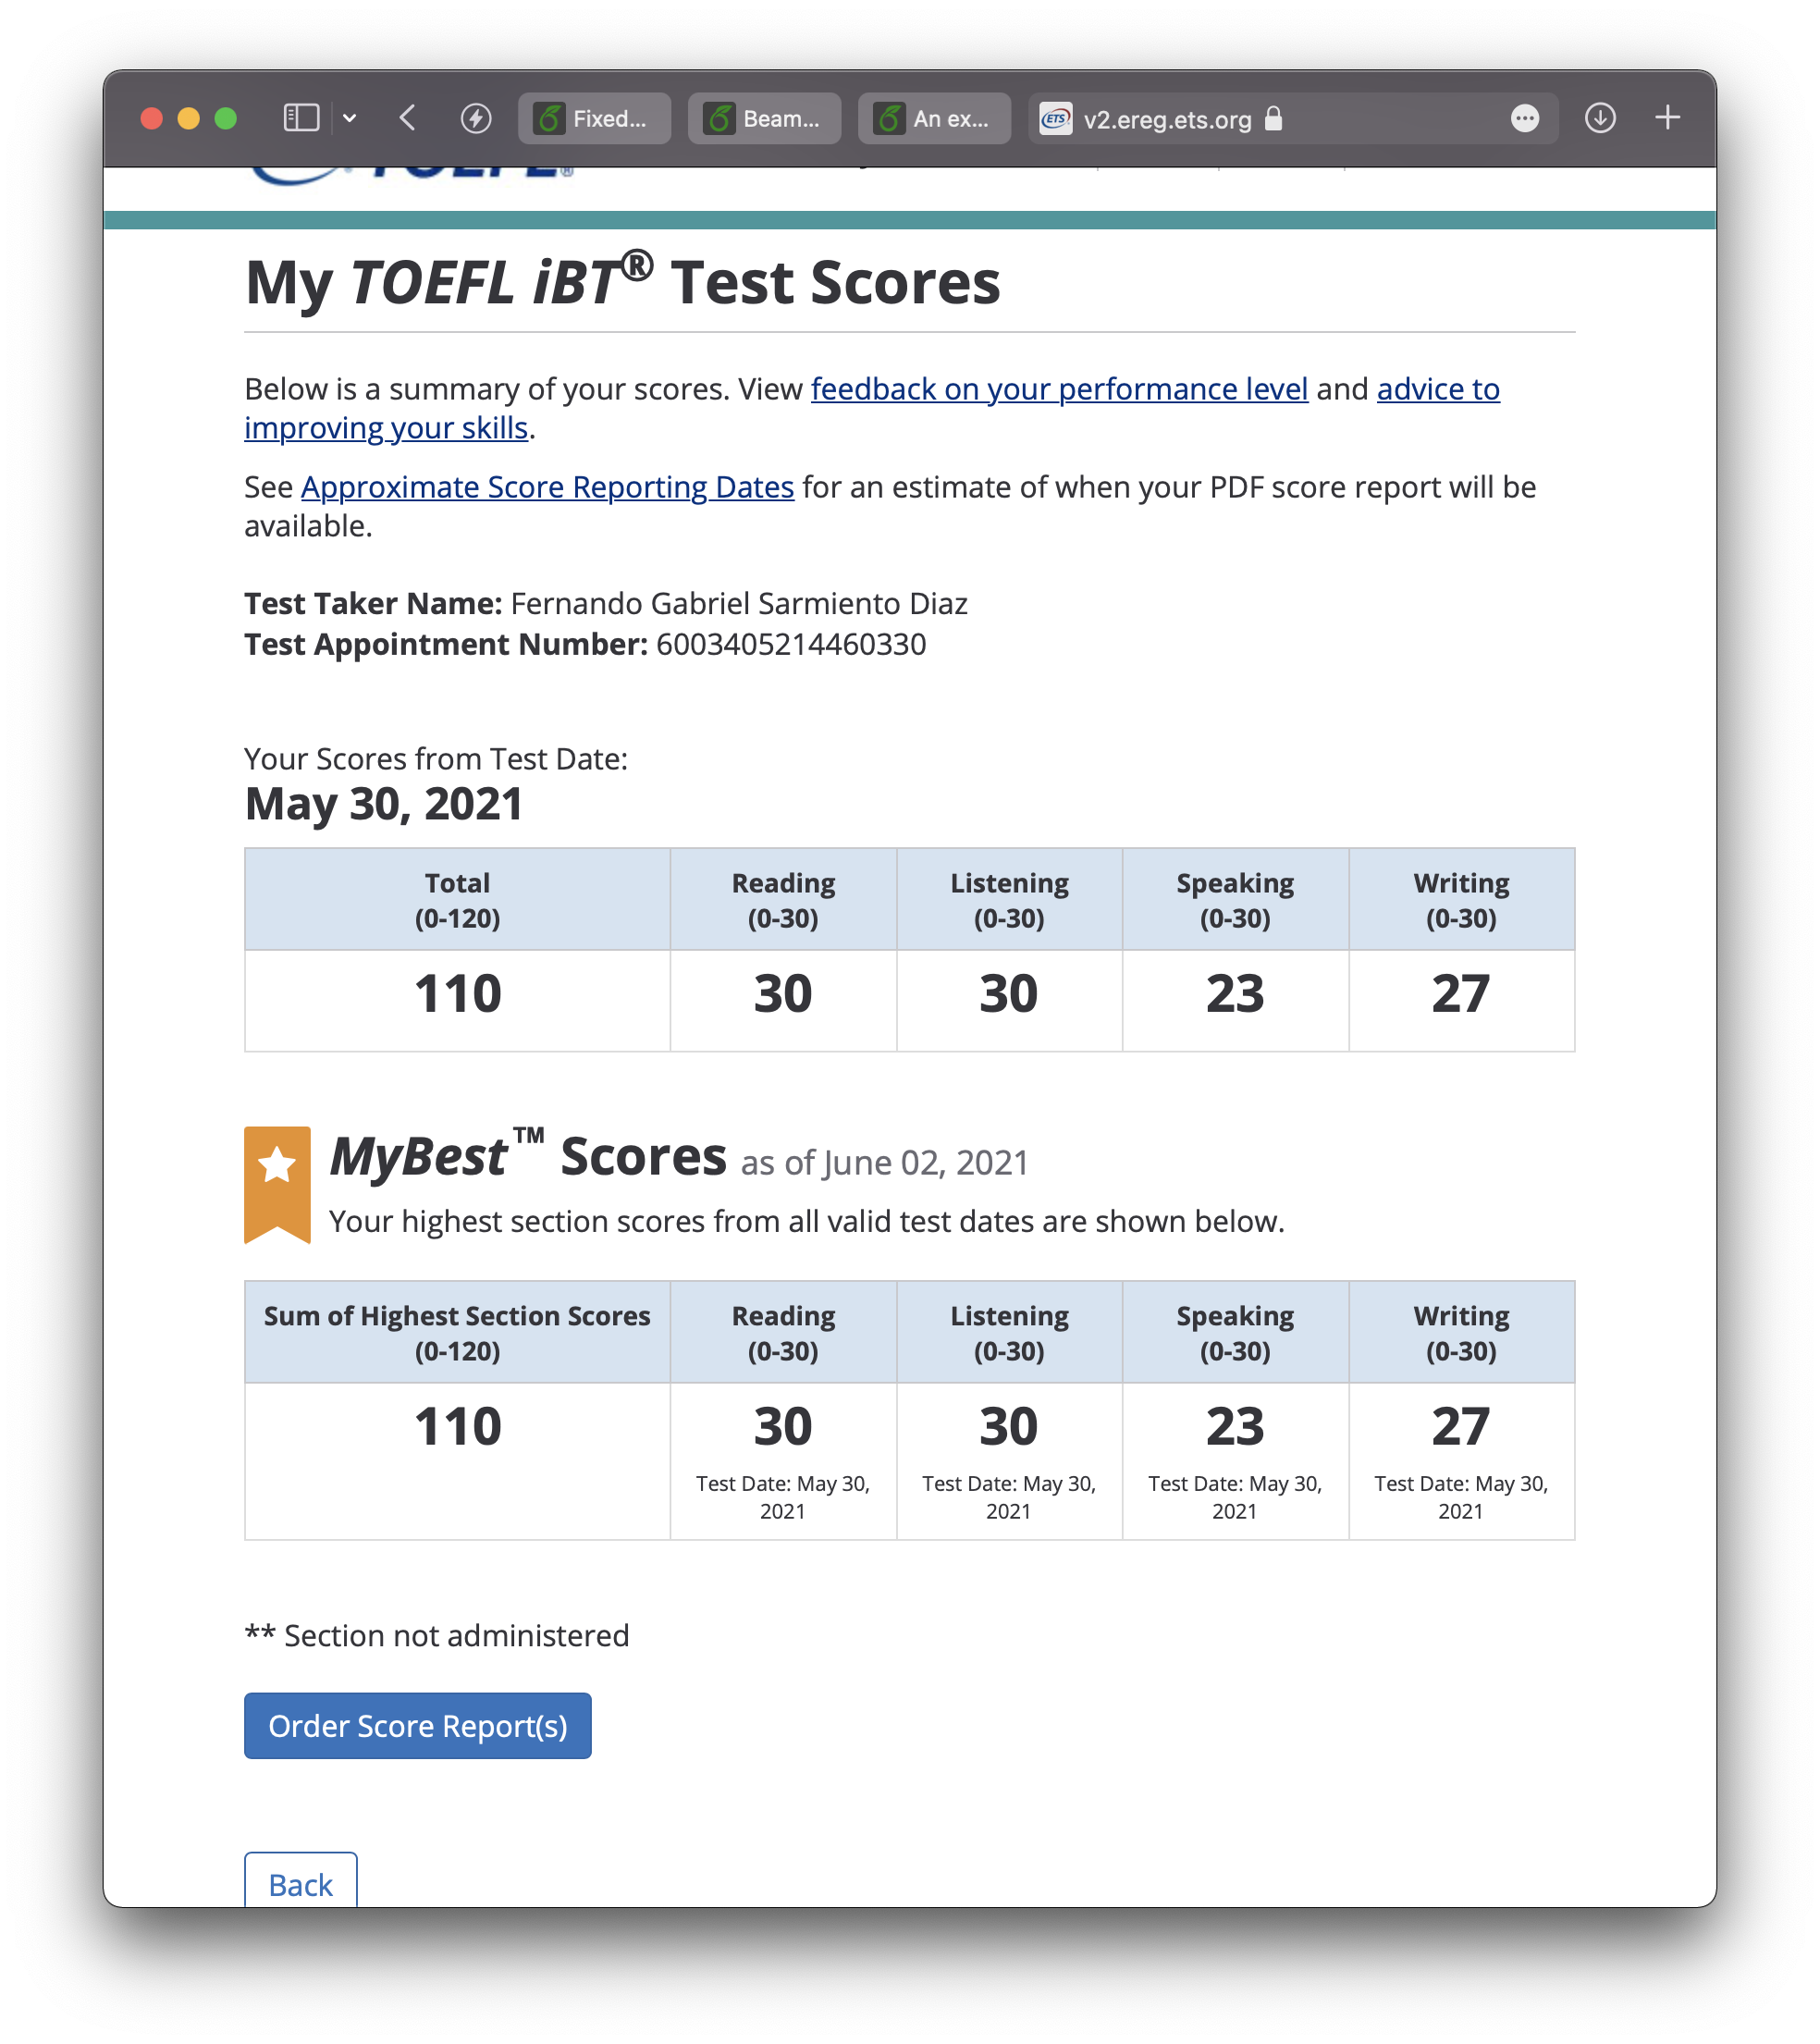 Fixed...
Beam...
An ex...
ETS
v2.ereg.ets.org
My TOEFL iBT® Test Scores
Below is a summary of your scores. View feedback on your performance level and advice to
improving your skills.
See Approximate Score Reporting Dates for an estimate of when your PDF score report will be
available.
Test Taker Name: Fernando Gabriel Sarmiento Diaz
Test Appointment Number: 6003405214460330
Your Scores from Test Date:
May 30, 2021
Total Reading Listening Speaking Writing
(0-120) (0-30) (0-30) (0-30) (0-30)
110 30 30 23 27
MyBest™ Scores as of June 02, 2021
Your highest section scores from all valid test dates are shown below.
Sum of Highest Section Scores Reading Listening Speaking Writing
(0-120) (0-30) (0-30) (0-30) (0-30)
110 30 30 23 27
Test Date: May 30, Test Date: May 30, Test Date: May 30, Test Date: May 30,
2021 2021 2021 2021
** Section not administered
Order Score Report(s)
Back